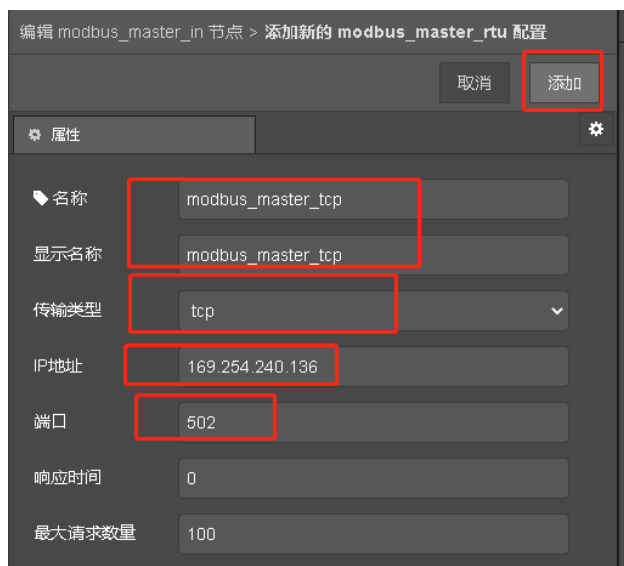 编辑 modbus_master_in 节点 > 添加新的 modbus_master_rtu 配置
取消 添加
属性
名称 modbus_master_tcp
显示名称 modbus_master_tcp
传输类型 tcp
IP地址 169.254.240.136
端口 502
响应时间 0
最大请求数量 100